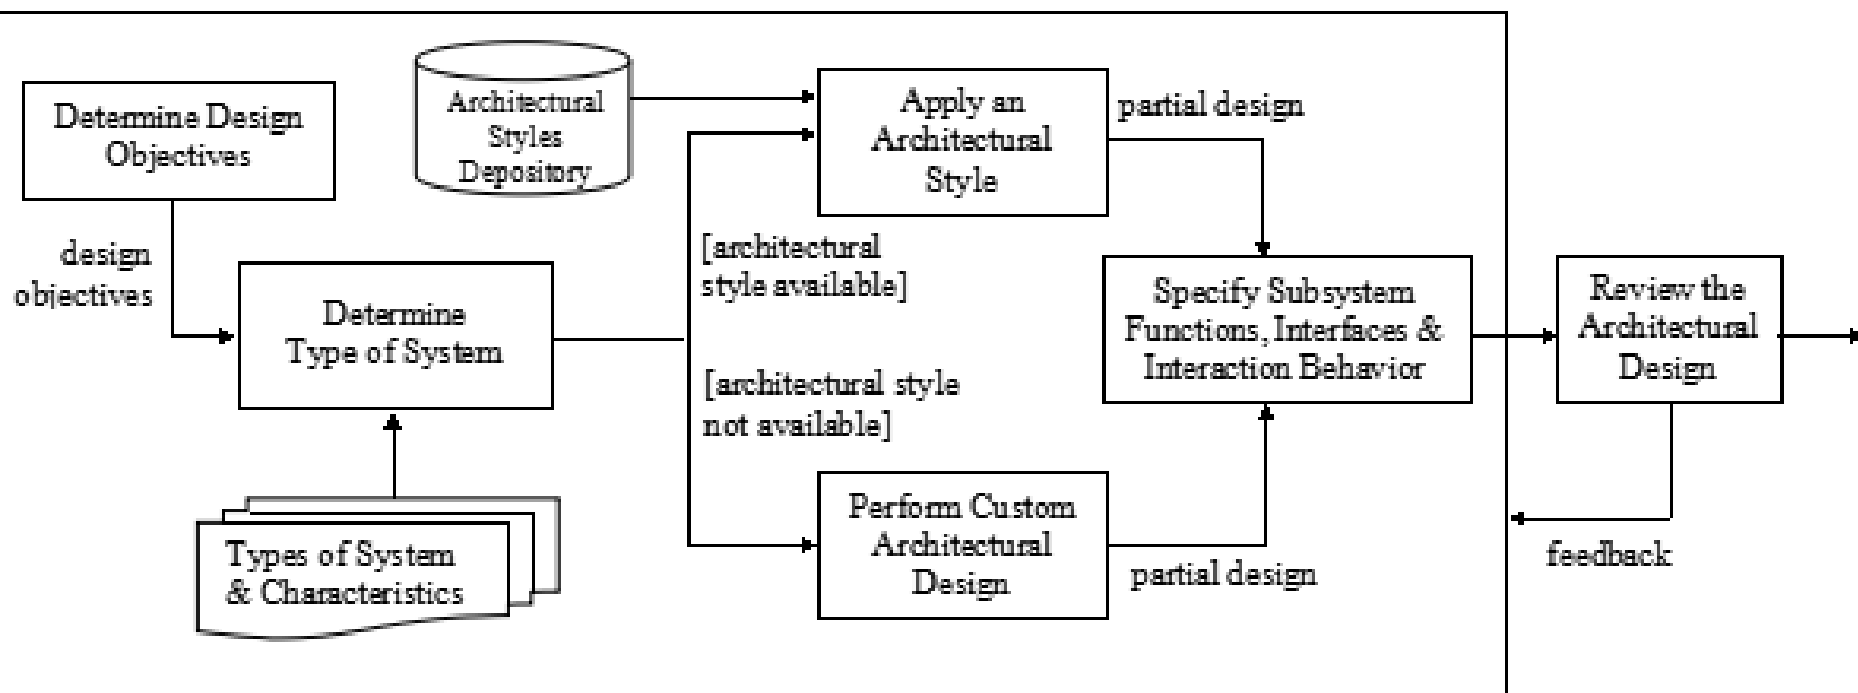 Determine Design
Objectives
design
objectives
Architectural
Styles
Depository
Determine
Type of System
Types of System
& Characteristics
[architectural
style available]
[architectural style
not available]
Apply an
Architectural
Style
partial design
Perform Custom
Architectural
Design
partial design
Specify Subsystem
Functions, Interfaces &
Interaction Behavior
Review the
Architectural
Design
feedback